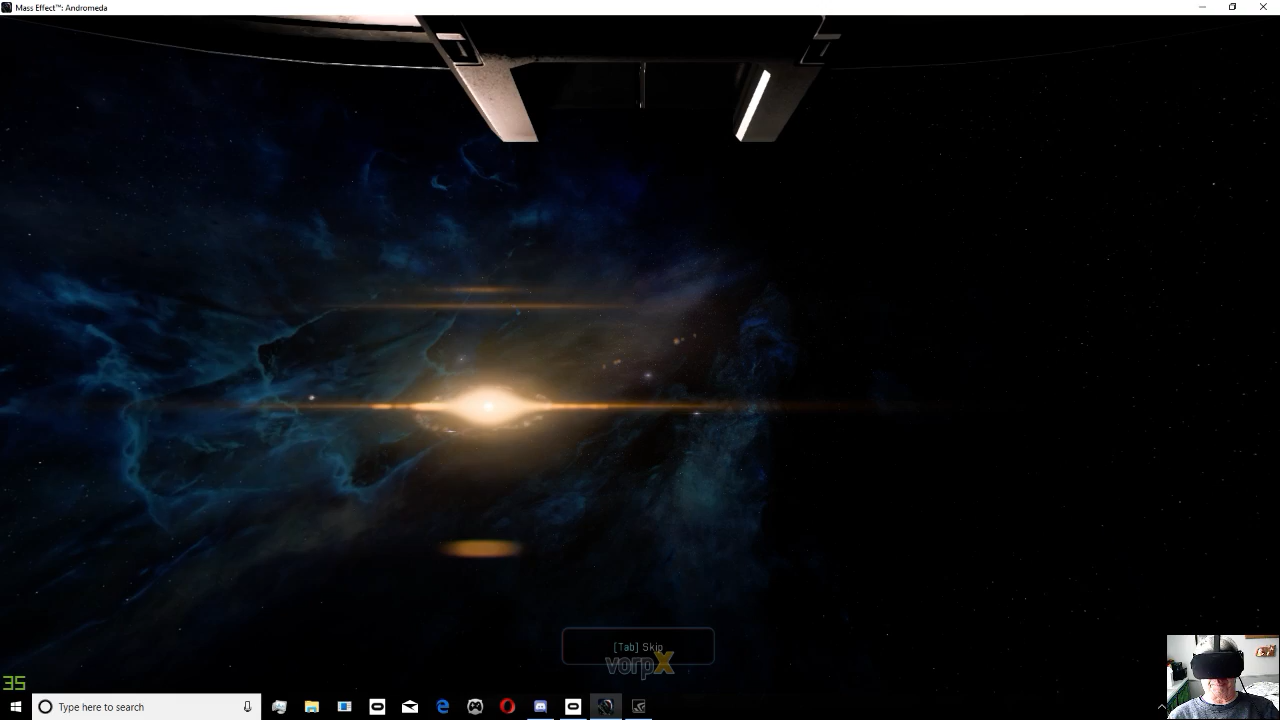 Mass Effect™: Andromeda
[Tab] Skip
vorpX
35
Type here to search